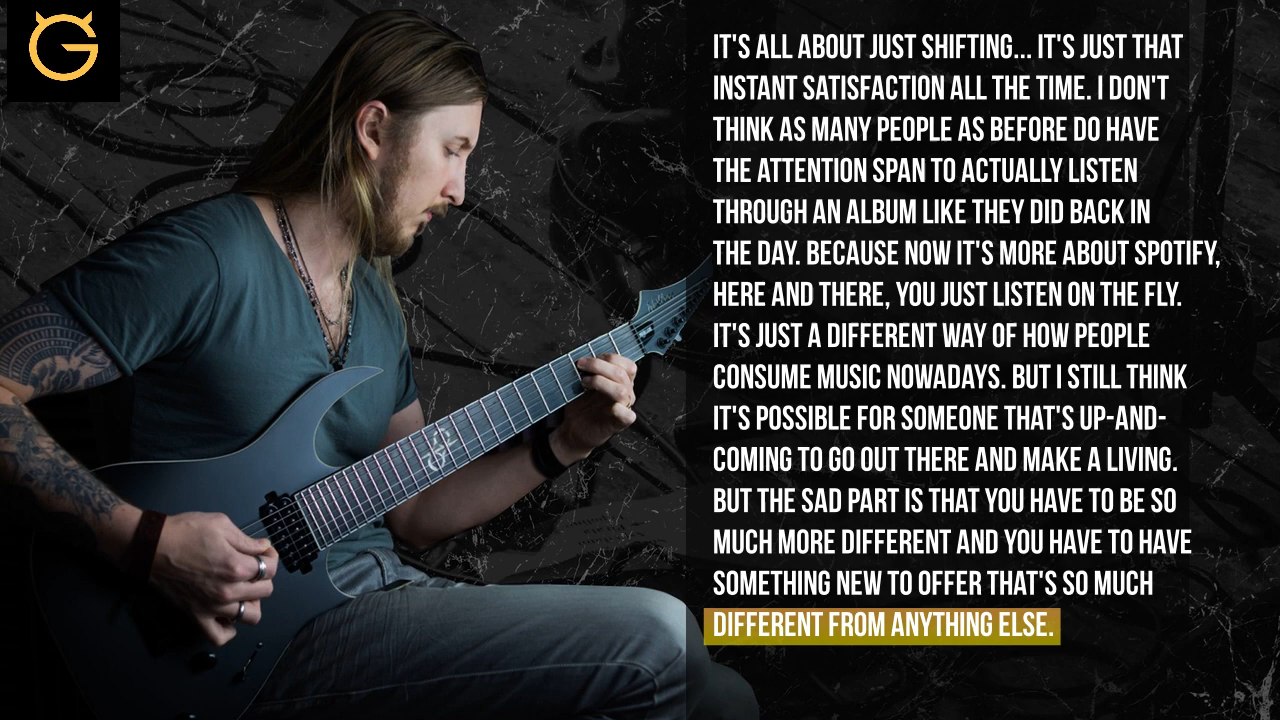 IT'S ALL ABOUT JUST SHIFTING... IT'S JUST THAT
INSTANT SATISFACTION ALL THE TIME. I DON'T
THINK AS MANY PEOPLE AS BEFORE DO HAVE
THE ATTENTION SPAN TO ACTUALLY LISTEN
THROUGH AN ALBUM LIKE THEY DID BACK IN
THE DAY. BECAUSE NOW IT'S MORE ABOUT SPOTIFY,
HERE AND THERE, YOU JUST LISTEN ON THE FLY.
IT'S JUST A DIFFERENT WAY OF HOW PEOPLE
CONSUME MUSIC NOWADAYS. BUT I STILL THINK
IT'S POSSIBLE FOR SOMEONE THAT'S UP-AND-
COMING TO GO OUT THERE AND MAKE A LIVING.
BUT THE SAD PART IS THAT YOU HAVE TO BE SO
MUCH MORE DIFFERENT AND YOU HAVE TO HAVE
SOMETHING NEW TO OFFER THAT'S SO MUCH
DIFFERENT FROM ANYTHING ELSE.